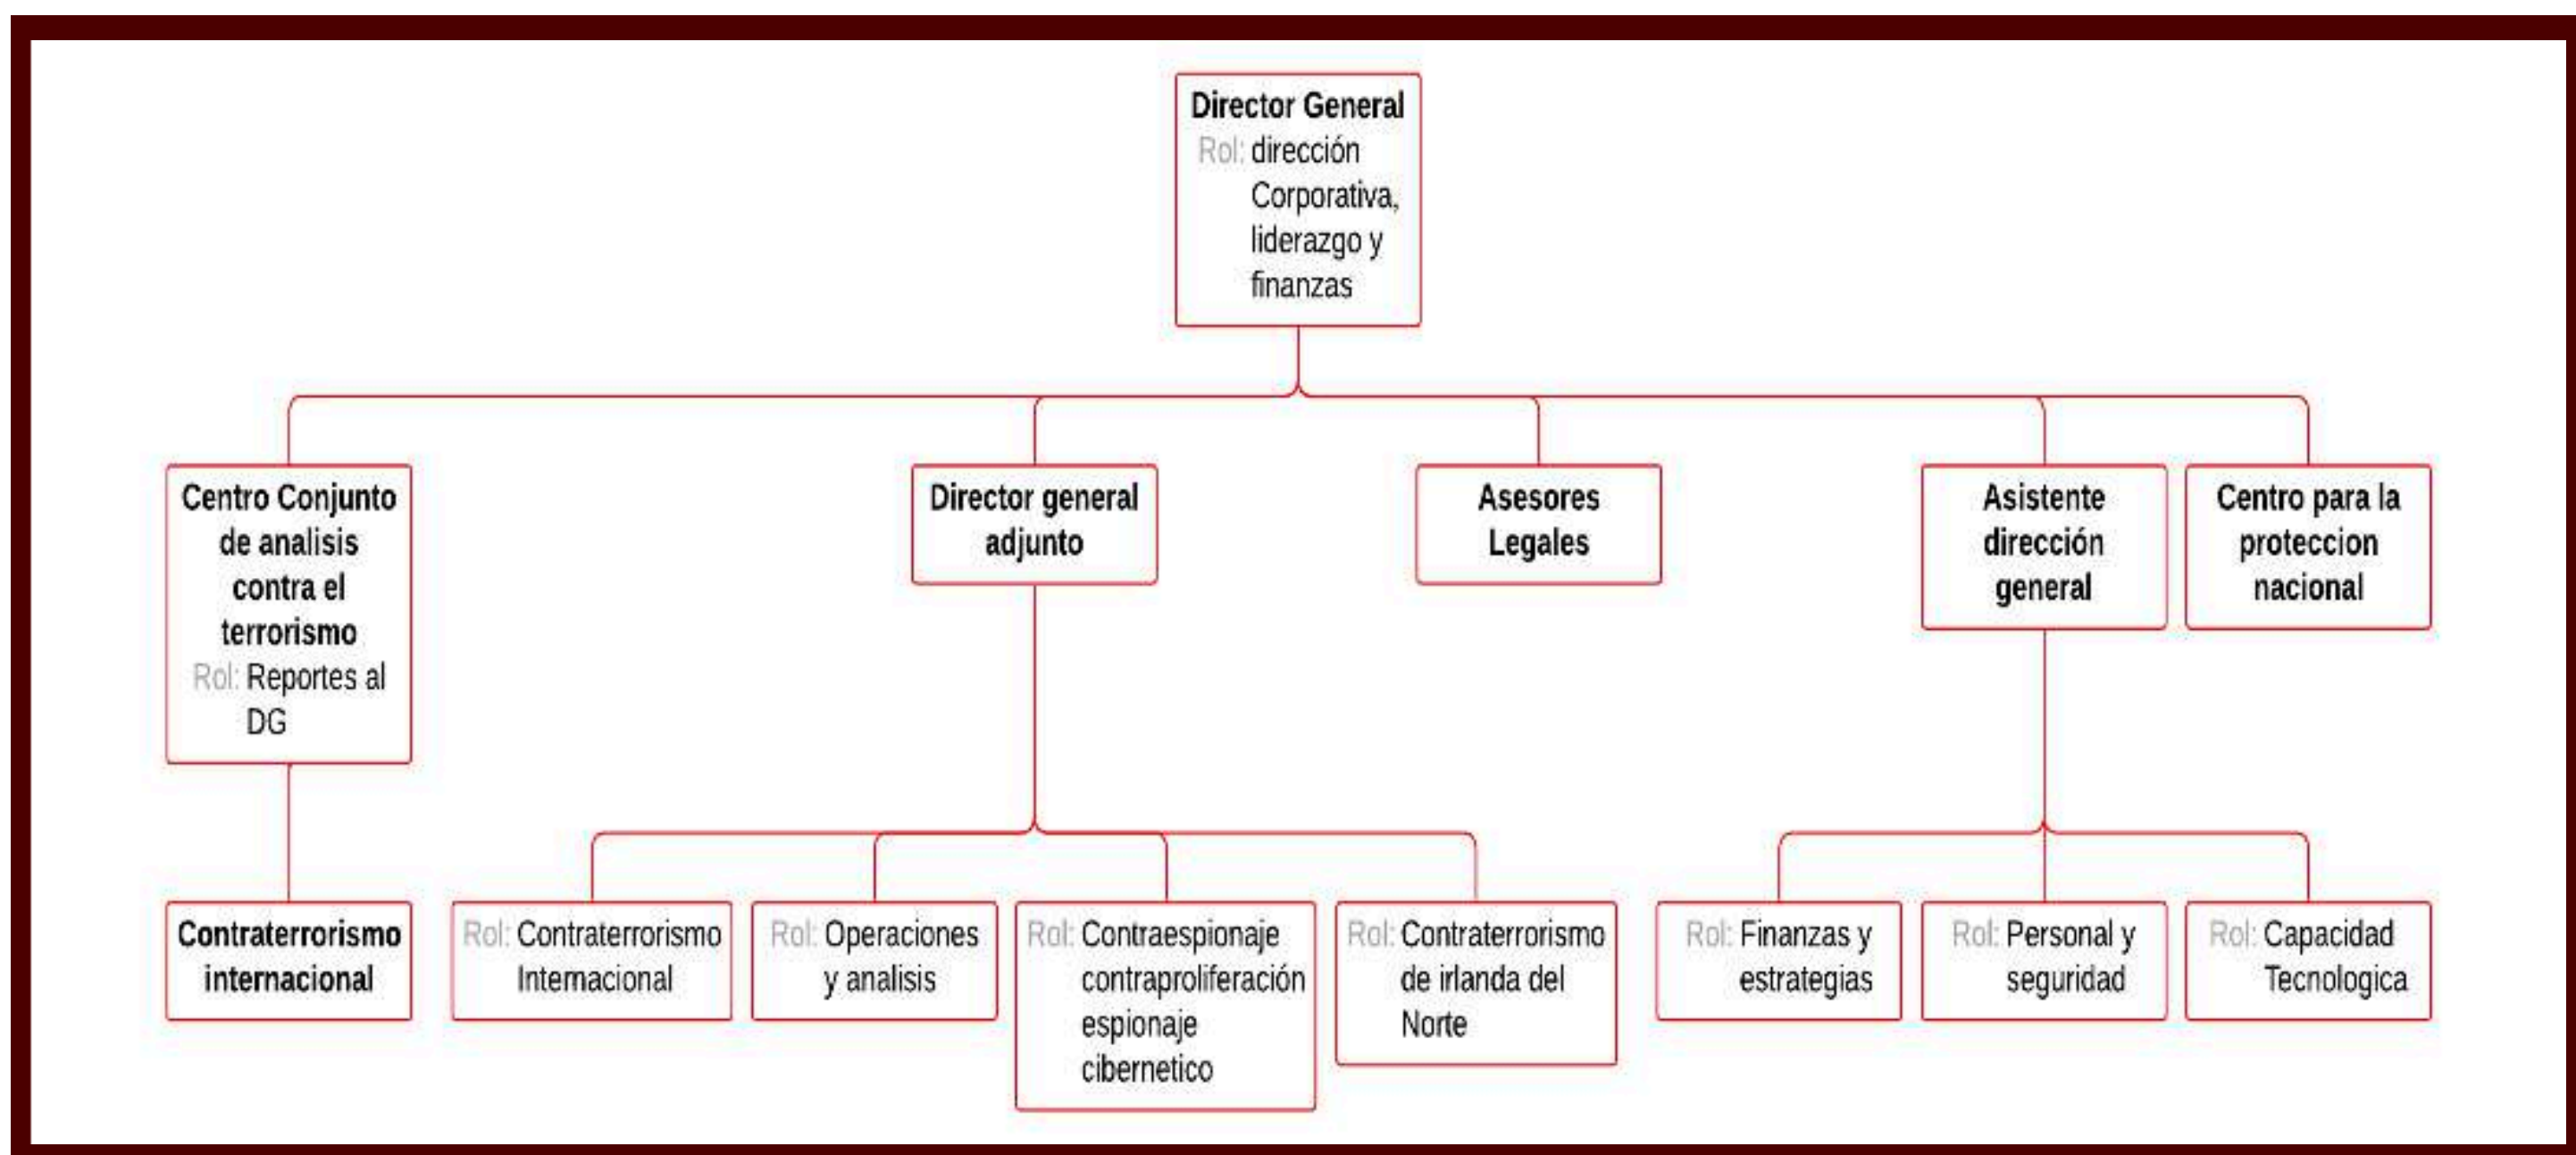 Director General
Rol: dirección
Corporativa,
liderazgo y
finanzas
Centro Conjunto
de analisis
contra el
terrorismo
Rol: Reportes al
DG
Director general
adjunto
Asesores
Legales
Asistente
dirección
general
Centro para la
proteccion
nacional
Contraterrorismo
internacional
Rol: Contraterrorismo
Internacional
Rol: Operaciones
y analisis
Rol: Contraespionaje
contraproliferación
espionaje
cibernetico
Rol: Contraterrorismo
de irlanda del
Norte
Rol: Finanzas y
estrategias
Rol: Personal y
seguridad
Rol: Capacidad
Tecnologica